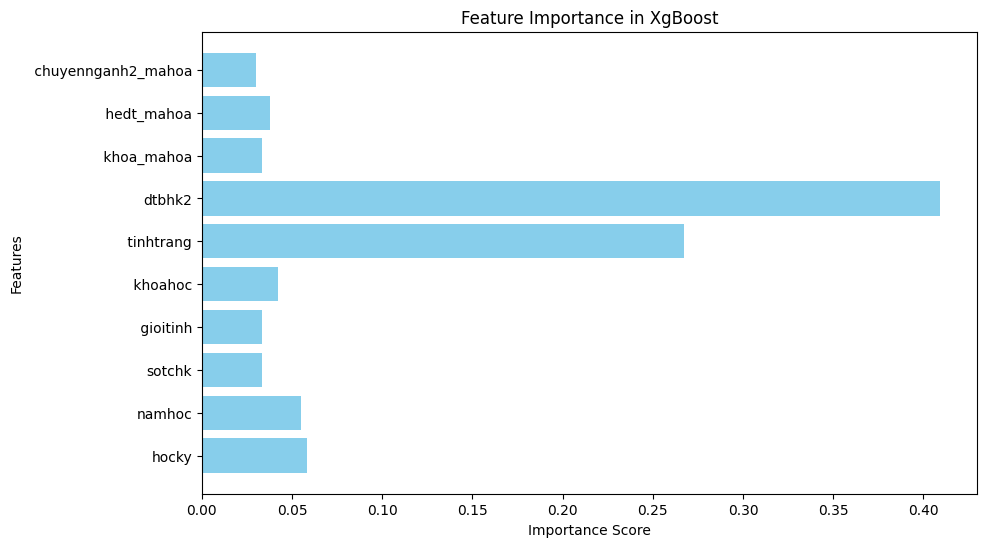 Feature Importance in XgBoost
chuyennganh2_mahoa
hedt_mahoa
khoa_mahoa
dtbhk2
tinhtrang
khoahoc
gioitinh
sotchk
namhoc
hocky
Features
0.00 0.05 0.10 0.15 0.20 0.25 0.30 0.35 0.40
Importance Score